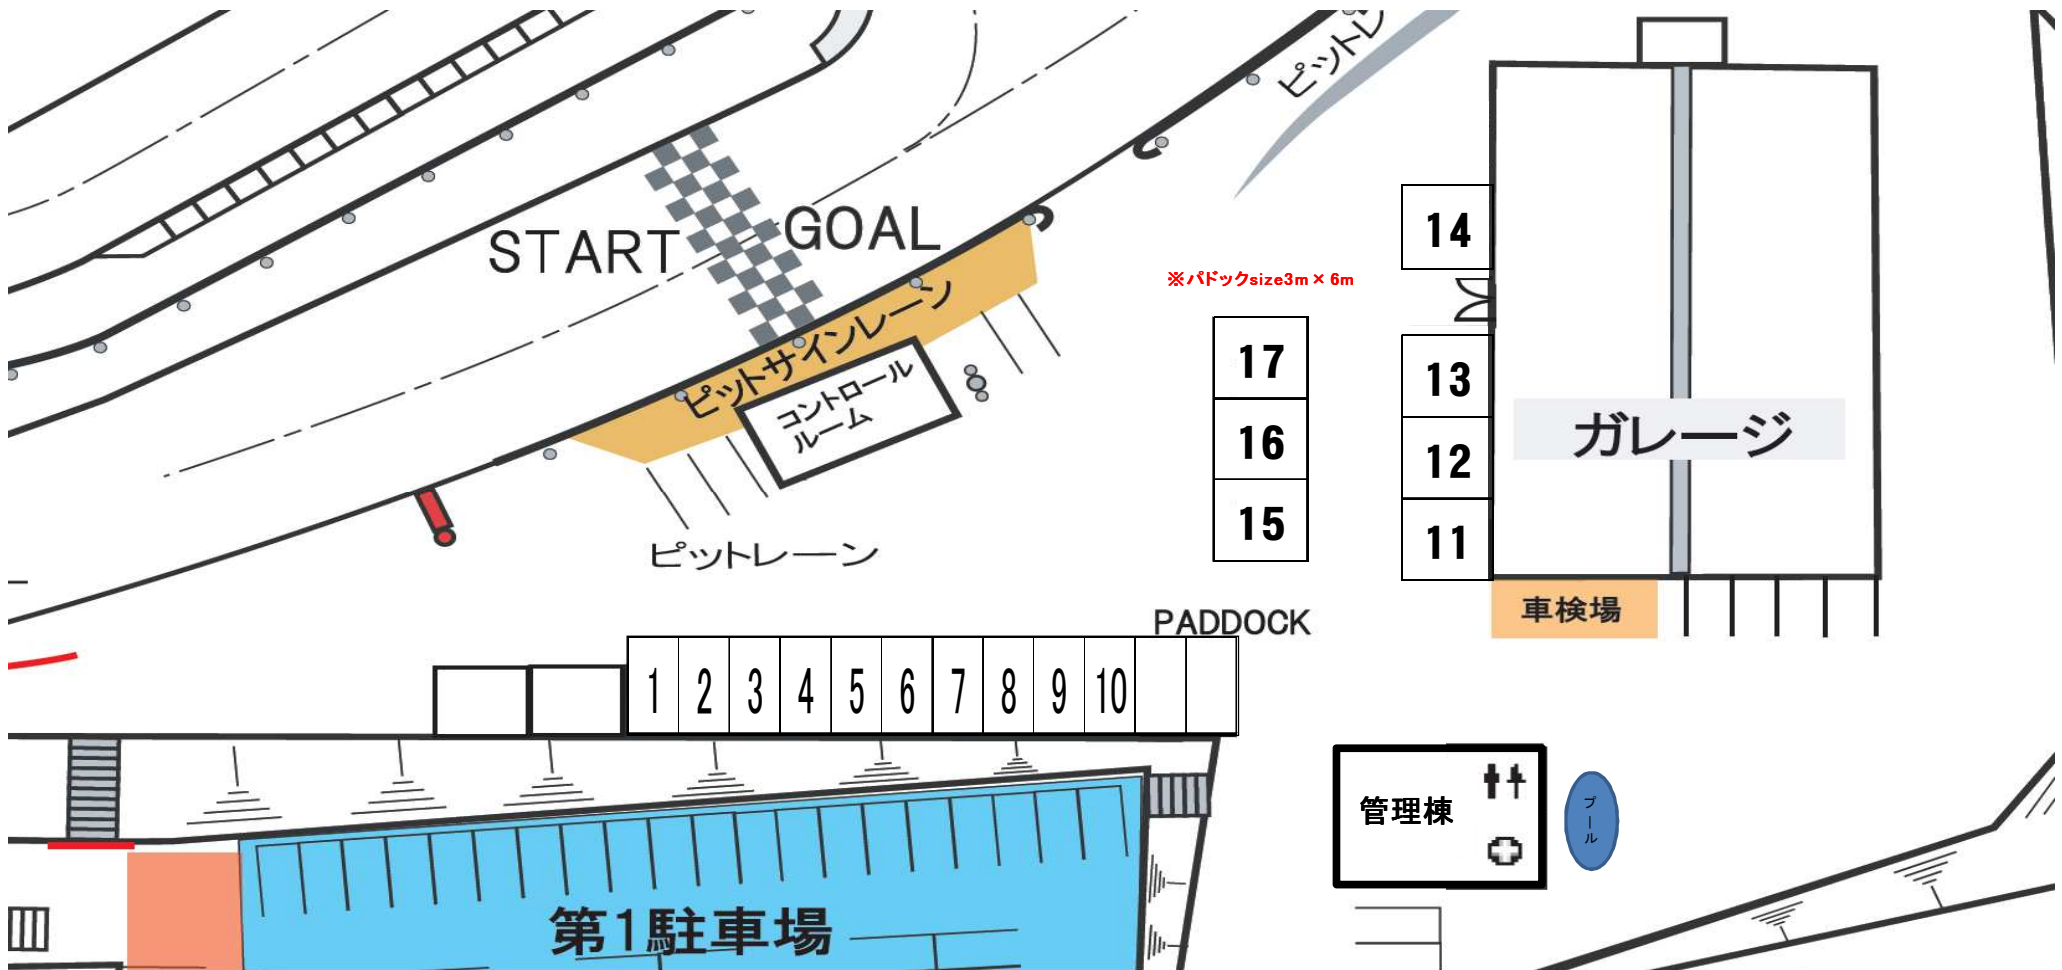 ピットレ
START
GOAL
ピットサインレーン
コントロール
ルーム
ピットレーン
※パドックsize3m×6m
14
13
12
11
17
16
15
ガレージ
車検場
PADDOCK
1
2
3
4
5
6
7
8
9
10
管理棟
プール
第1駐車場